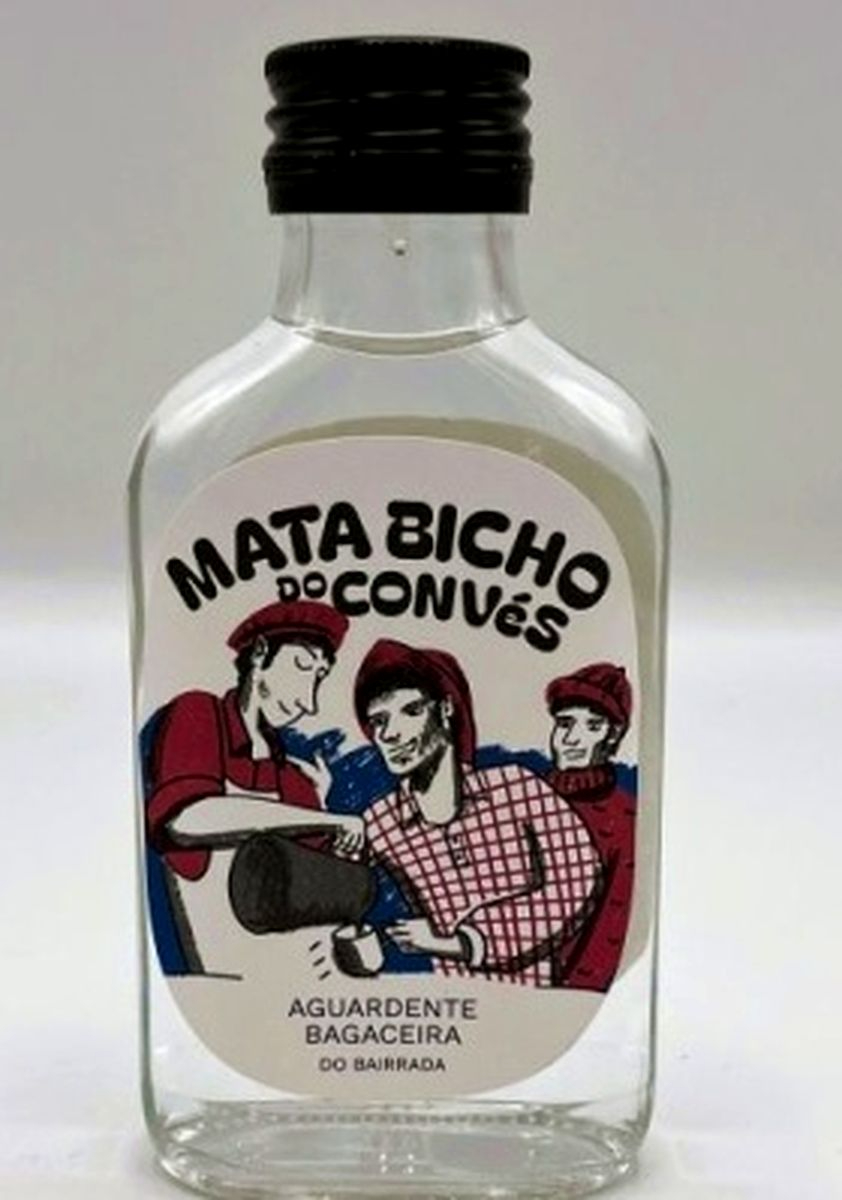 MATA BICHO
DO CONVéS
AGUARDENTE
BAGACEIRA
DO BAIRRADA